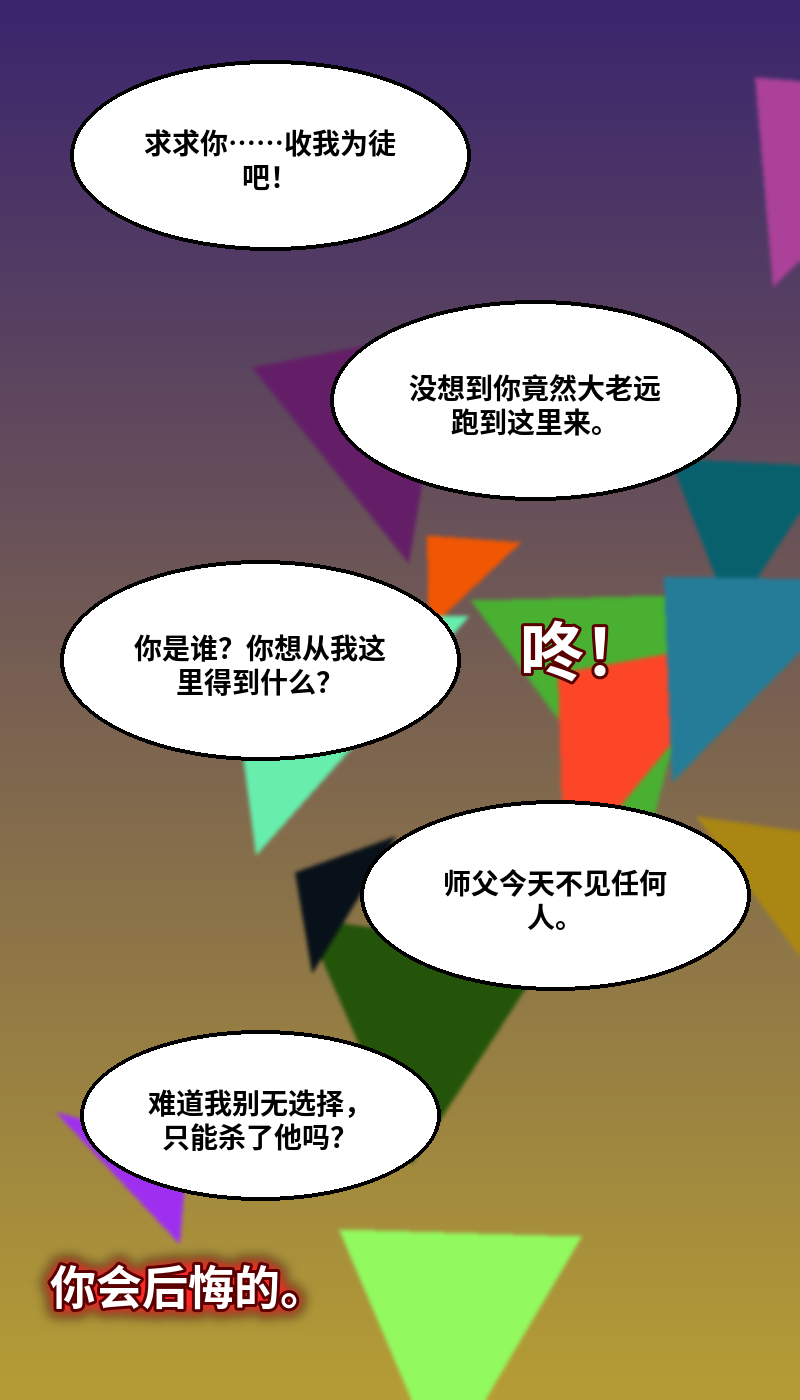 求求你……收我为徒
吧！
没想到你竟然大老远
跑到这里来。
你是谁？你想从我这
里得到什么？
咚！
师父今天不见任何
人。
难道我别无选择，
只能杀了他吗？
你会后悔的。